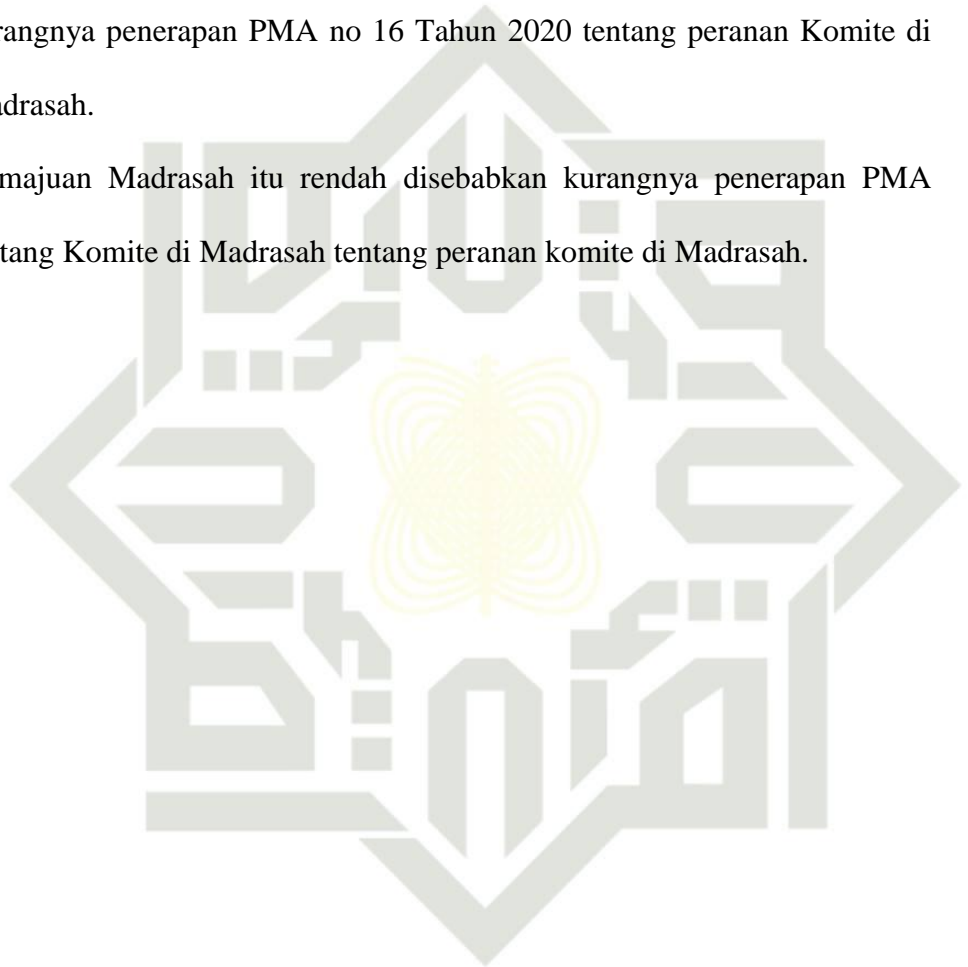 rangnya penerapan PMA no 16 Tahun 2020 tentang peranan Komite di
adrasah.
majuan Madrasah itu rendah disebabkan kurangnya penerapan PMA
tang Komite di Madrasah tentang peranan komite di Madrasah.